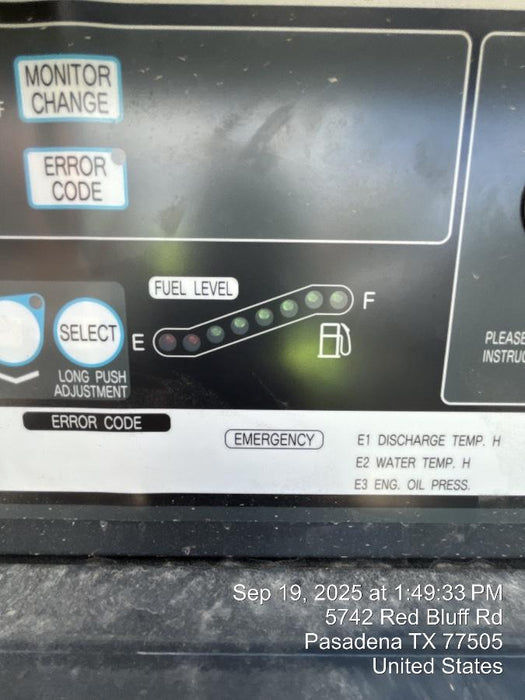 MONITOR
CHANGE
ERROR
CODE
FUEL LEVEL
F
SELECT
E
LONG PUSH
ADJUSTMENT
PLEASE
ERROR CODE
EMERGENCY
E1 DISCHARGE TEMP. H
E2 WATER TEMP. H
E3 ENG. OIL PRESS.
Sep 19, 2025 at 1:49:33 PM
5742 Red Bluff Rd
Pasadena TX 77505
United States